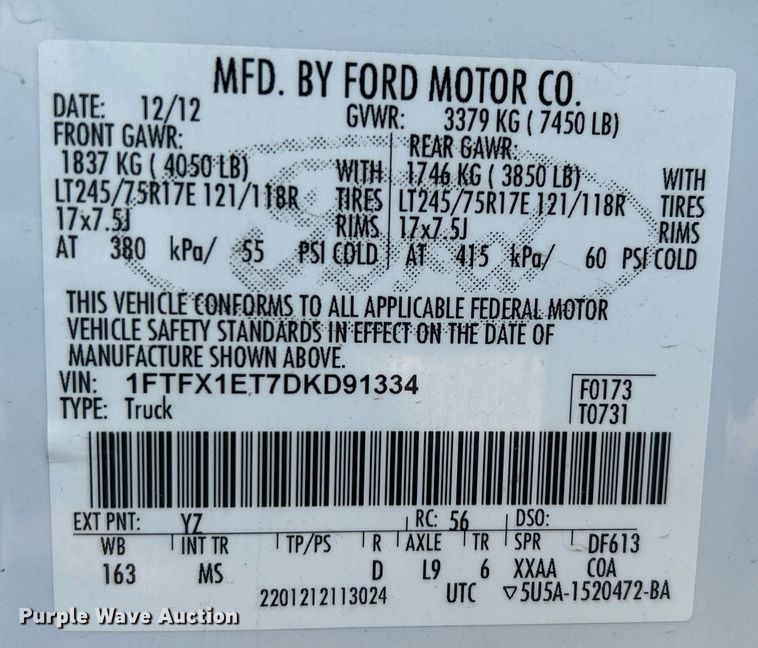 MFD. BY FORD MOTOR CO.
DATE: 12/12 GVWR: 3379 KG ( 7450 LB)
FRONT GAWR: REAR GAWR:
1837 KG ( 4050 LB) WITH 1746 KG ( 3850 LB) WITH
LT245/75R17E 121/118R TIRES LT245/75R17E 121/118R TIRES
17x7.5J RIMS 17x7.5J RIMS
AT 380 kPa/ 55 PSI COLD AT 415 kPa/ 60 PSI COLD
THIS VEHICLE CONFORMS TO ALL APPLICABLE FEDERAL MOTOR
VEHICLE SAFETY STANDARDS IN EFFECT ON THE DATE OF
MANUFACTURE SHOWN ABOVE.
VIN: 1FTFX1ET7DKD91334 F0173
TYPE: Truck T0731
EXT PNT: YZ RC: 56 DSO:
WB INT TR TP/PS R AXLE TR SPR DF613
163 MS D L9 6 XXAA COA
2201212113024 UTC ▽5U5A-1520472-BA
Purple Wave Auction